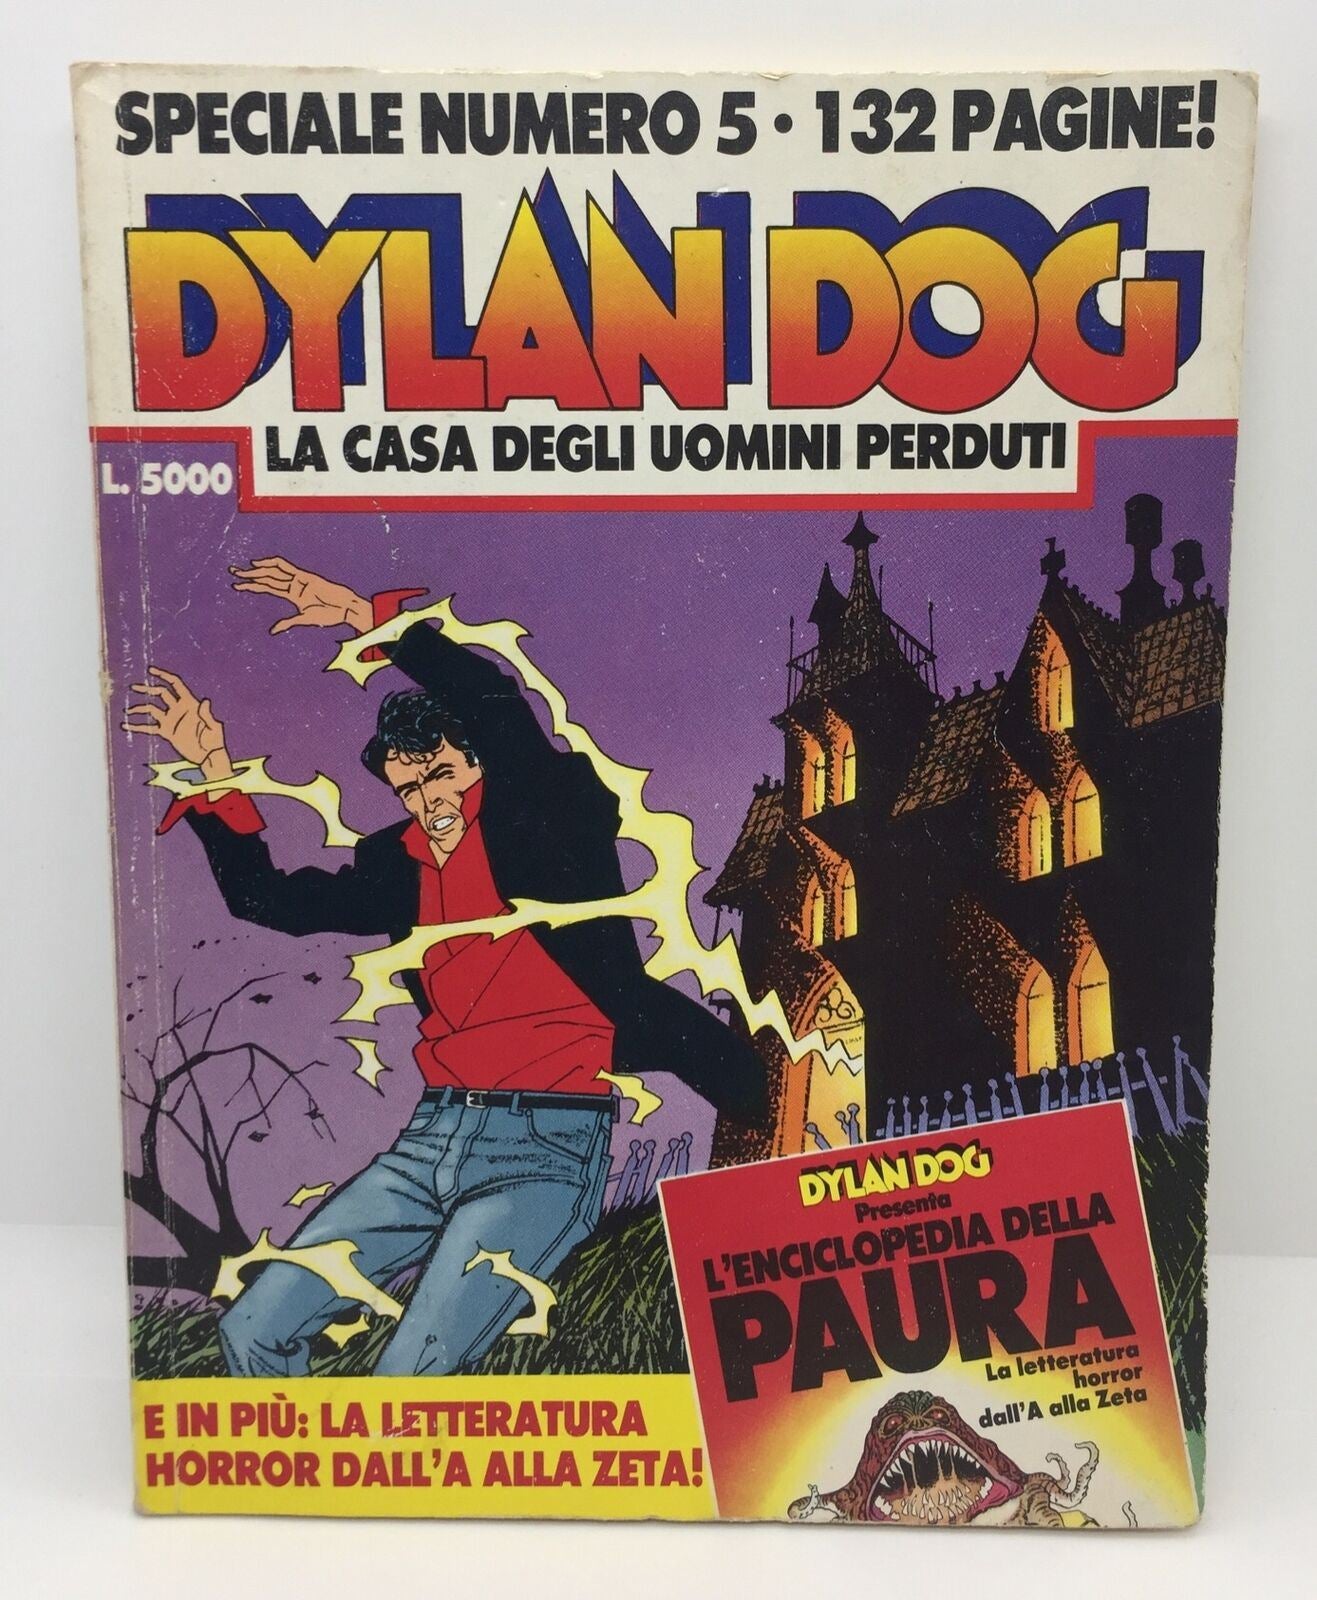 SPECIALE NUMERO 5 • 132 PAGINE!
DYLAN DOG
LA CASA DEGLI UOMINI PERDUTI
L. 5000
DYLAN DOG
Presenta
L'ENCICLOPEDIA DELLA
PAURA
La letteratura
horror
dall'A alla Zeta
E IN PIÙ: LA LETTERATURA
HORROR DALL'A ALLA ZETA!